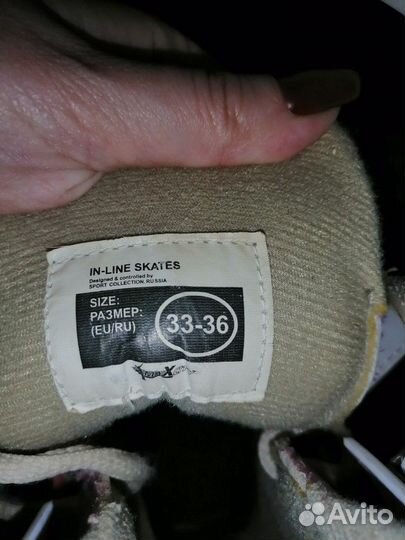 IN-LINE SKATES
Designed & controlled by
SPORT COLLECTION. RUSSIA
SIZE:
РАЗМЕР:
(EU/RU)
33-36
Avito